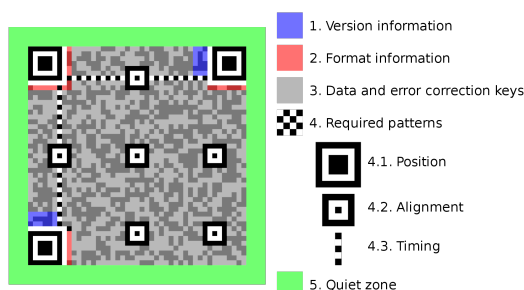 1. Version information
2. Format information
3. Data and error correction keys
4. Required patterns
4.1. Position
4.2. Alignment
4.3. Timing
5. Quiet zone